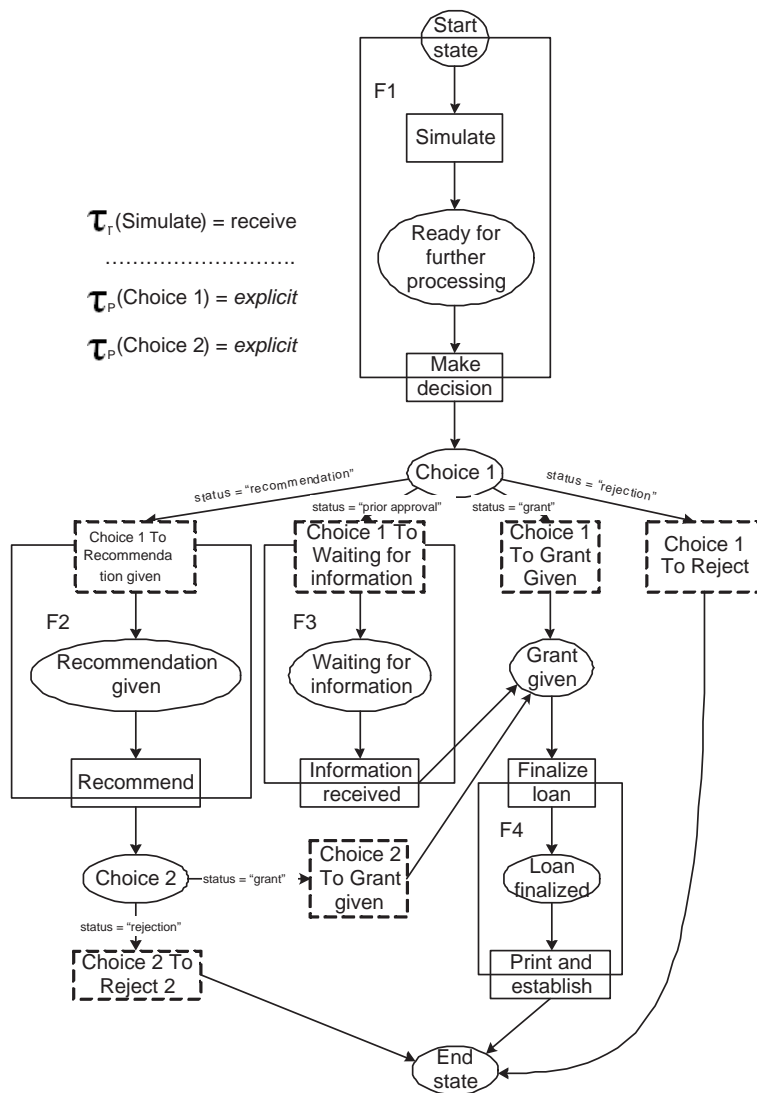 Start
state
F1
Simulate
τr(Simulate) = receive
Ready for
further
processing
............................
τP(Choice 1) = explicit
τP(Choice 2) = explicit
Make
decision
Choice 1
status = “recommendation”
status = “prior approval”
status = “grant”
status = “rejection”
Choice 1 To
Recommenda
tion given
Choice 1 To
Waiting for
information
Choice 1
To Grant
Given
Choice 1
To Reject
F2
F3
Recommendation
given
Waiting for
information
Grant
given
Recommend
Information
received
Finalize
loan
F4
Choice 2
status = “grant”
Choice 2
To Grant
given
Loan
finalized
status = “rejection”
Choice 2 To
Reject 2
Print and
establish
End
state